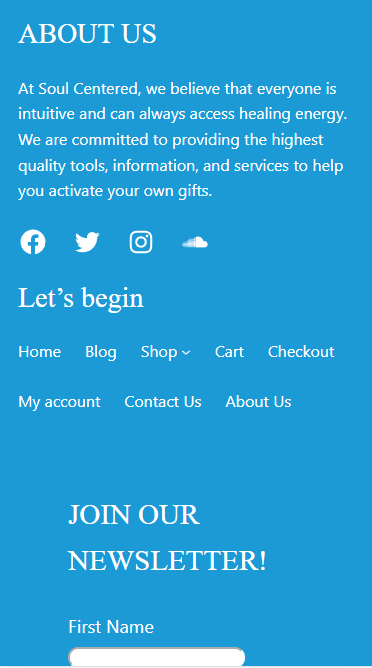 ABOUT US
At Soul Centered, we believe that everyone is
intuitive and can always access healing energy.
We are committed to providing the highest
quality tools, information, and services to help
you activate your own gifts.
Let’s begin
Home Blog Shop Cart Checkout
My account Contact Us About Us
JOIN OUR
NEWSLETTER!
First Name